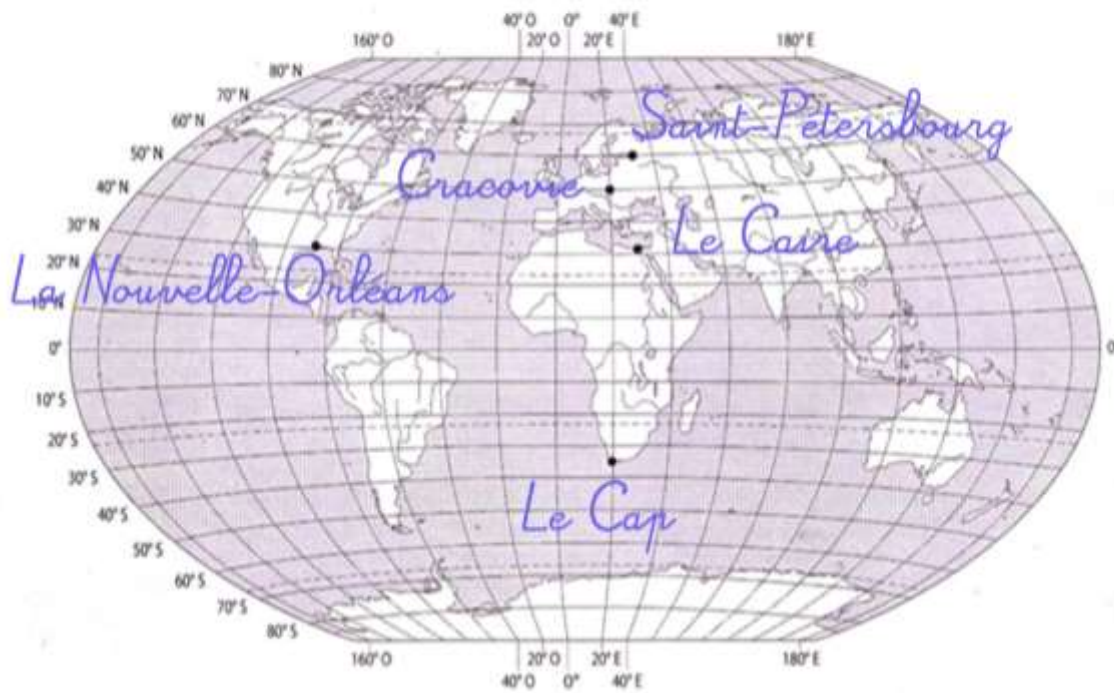 40° O 0° 40° E
160° O 20° O 20° E 180° E
80° N
70° N
60° N
Saint-Pétersbourg
50° N
Cracovie
40° N
30° N
Le Caire
20° N
La Nouvelle-Orléans
0° 0
10° S
20° S
30° S
40° S
Le Cap
50° S
60° S
70° S
80° S
160° O 20° O 20° E 180° E
40° O 0° 40° E